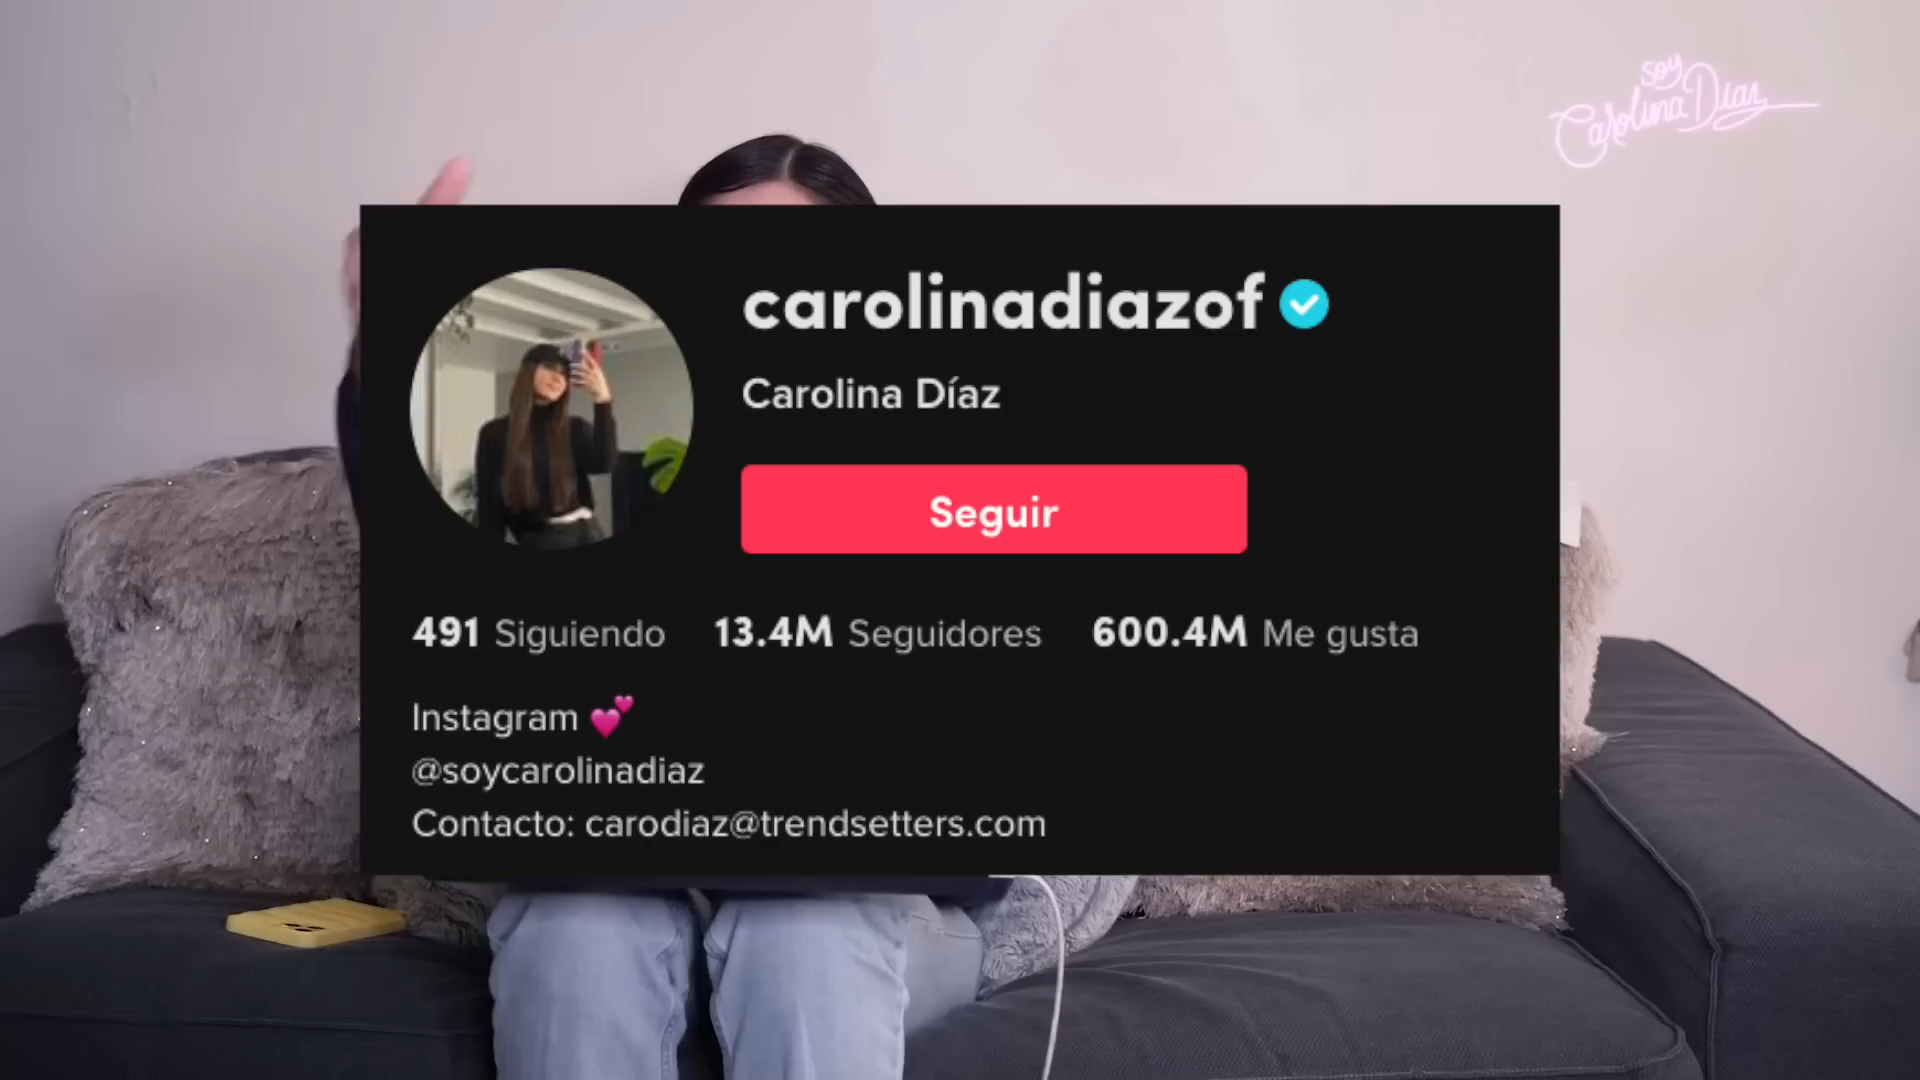 soy
Carolina Díaz
carolinadiazof
Carolina Díaz
Seguir
491 Siguiendo 13.4M Seguidores 600.4M Me gusta
Instagram 💕
@soycarolinadiaz
Contacto: carodiaz@trendsetters.com